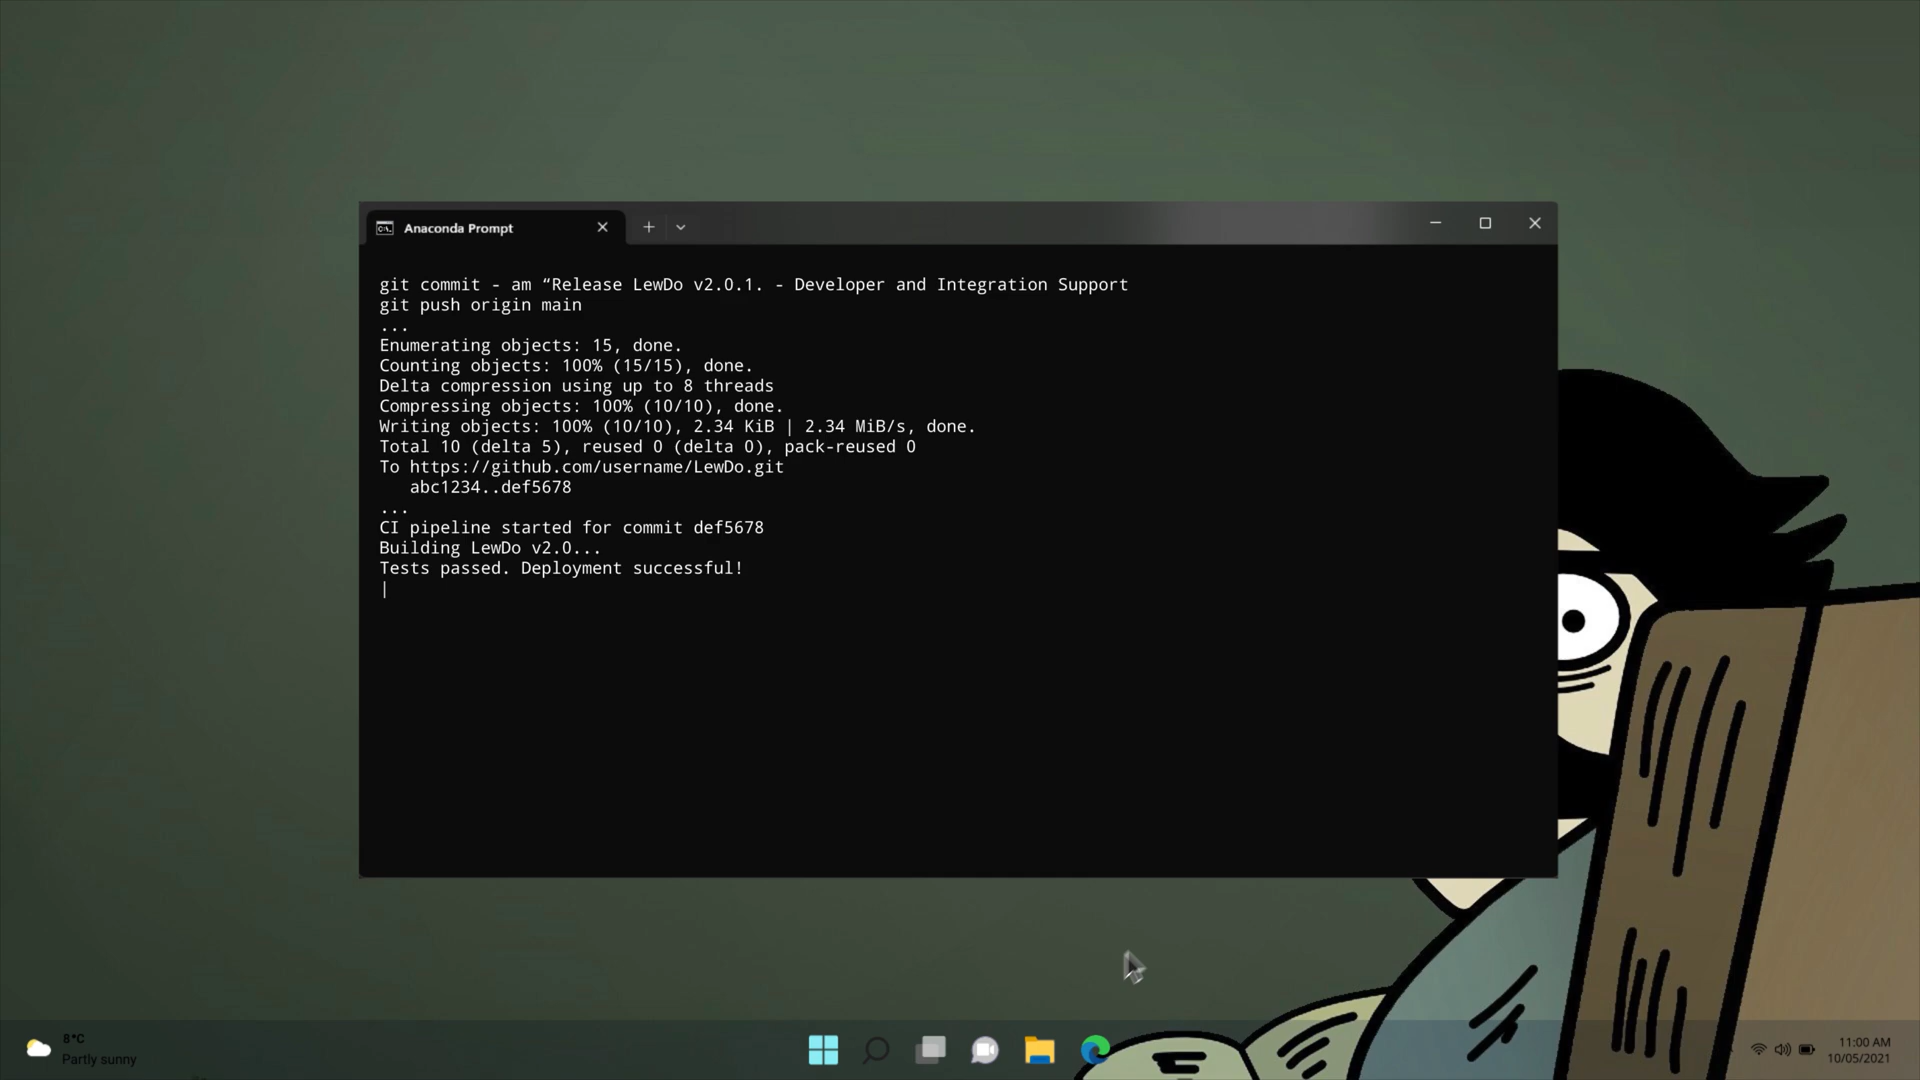 Anaconda Prompt
git commit - am “Release LewDo v2.0.1. - Developer and Integration Support
git push origin main
...
Enumerating objects: 15, done.
Counting objects: 100% (15/15), done.
Delta compression using up to 8 threads
Compressing objects: 100% (10/10), done.
Writing objects: 100% (10/10), 2.34 KiB | 2.34 MiB/s, done.
Total 10 (delta 5), reused 0 (delta 0), pack-reused 0
To https://github.com/username/LewDo.git
abc1234..def5678
...
CI pipeline started for commit def5678
Building LewDo v2.0...
Tests passed. Deployment successful!
8°C
Partly sunny
11:00 AM
10/05/2021